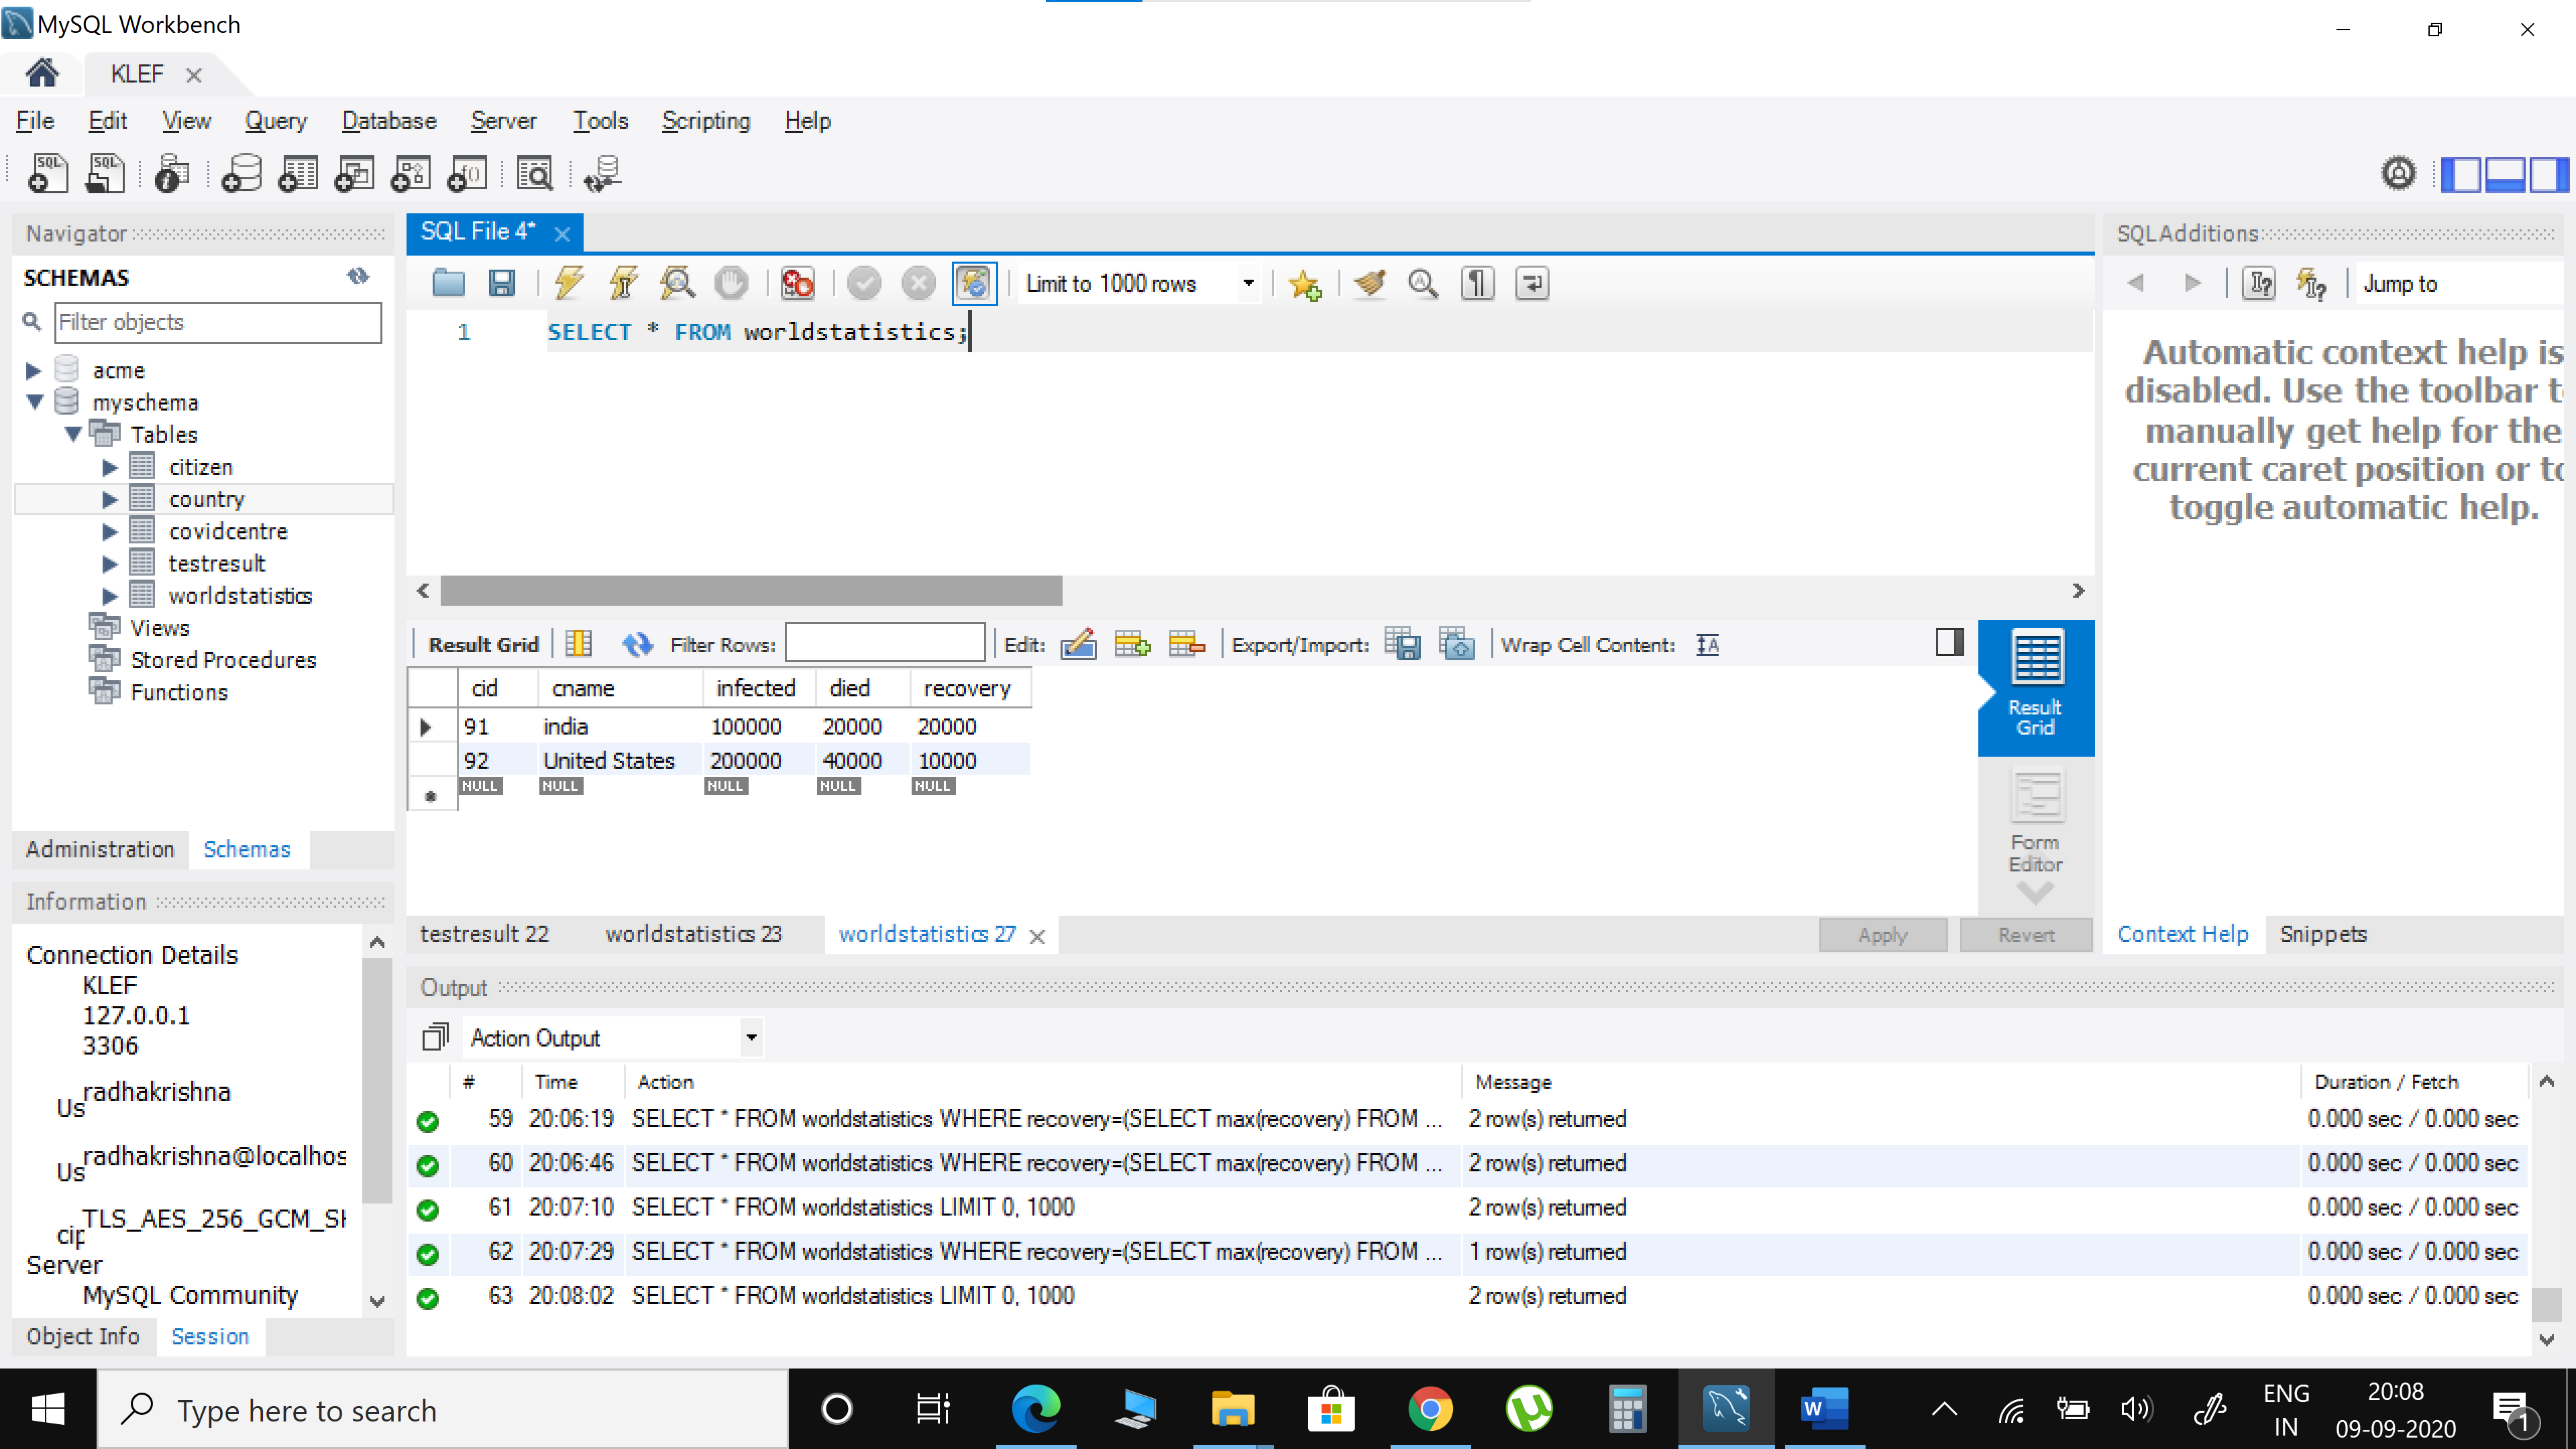 MySQL Workbench
KLEF
File Edit View Query Database Server Tools Scripting Help
Navigator
SCHEMAS
Filter objects
acme
myschema
Tables
citizen
country
covidcentre
testresult
worldstatistics
Views
Stored Procedures
Functions
Administration Schemas
Information
Connection Details
KLEF
127.0.0.1
3306
radhakrishna
Us
radhakrishna@localhos
Us
TLS_AES_256_GCM_SH
cip
Server
MySQL Community
Object Info Session
SQL File 4*
Limit to 1000 rows
1 SELECT * FROM worldstatistics;
Result Grid Filter Rows: Edit: Export/Import: Wrap Cell Content:
cid cname infected died recovery
91 india 100000 20000 20000
92 United States 200000 40000 10000
NULL NULL NULL NULL NULL
Result
Grid
Form
Editor
testresult 22 worldstatistics 23 worldstatistics 27 Apply Revert
SQLAdditions
Jump to
Automatic context help is
disabled. Use the toolbar t
manually get help for the
current caret position or to
toggle automatic help.
Context Help Snippets
Output
Action Output
# Time Action Message Duration / Fetch
59 20:06:19 SELECT * FROM worldstatistics WHERE recovery=(SELECT max(recovery) FROM ... 2 row(s) returned 0.000 sec / 0.000 sec
60 20:06:46 SELECT * FROM worldstatistics WHERE recovery=(SELECT max(recovery) FROM ... 2 row(s) returned 0.000 sec / 0.000 sec
61 20:07:10 SELECT * FROM worldstatistics LIMIT 0, 1000 2 row(s) returned 0.000 sec / 0.000 sec
62 20:07:29 SELECT * FROM worldstatistics WHERE recovery=(SELECT max(recovery) FROM ... 1 row(s) returned 0.000 sec / 0.000 sec
63 20:08:02 SELECT * FROM worldstatistics LIMIT 0, 1000 2 row(s) returned 0.000 sec / 0.000 sec
Type here to search
ENG
IN
20:08
09-09-2020
1